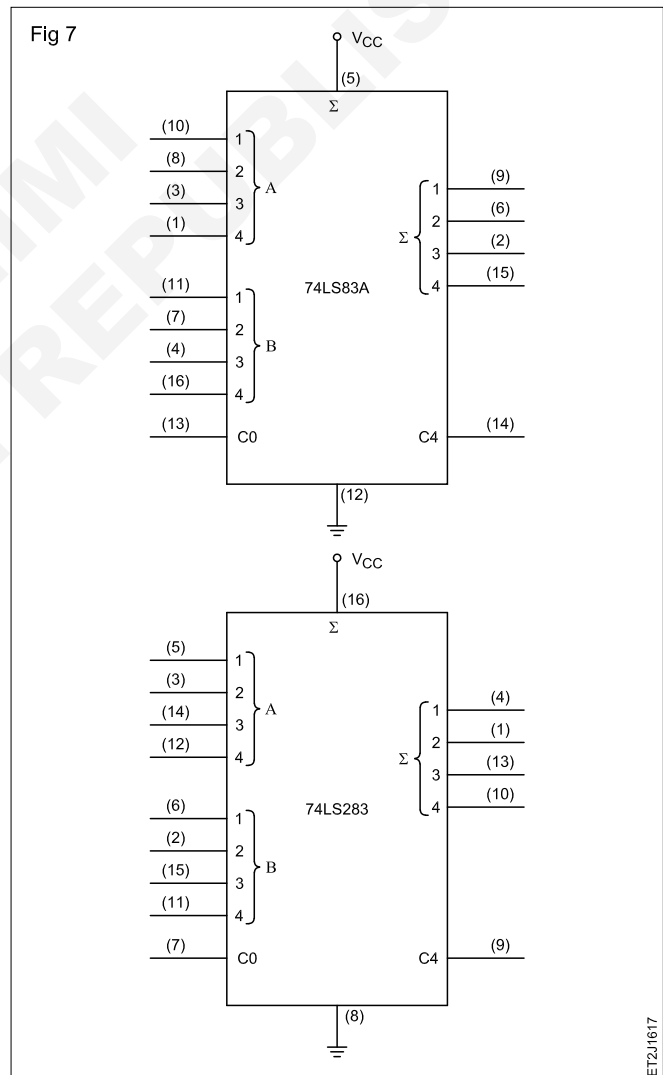 Fig 7
VCC
(5)
Σ
(10) 1
(8) 2
(3) 3
(1) 4
A
(11) 1
(7) 2
(4) 3
(16) 4
B
(13) C0
74LS83A
Σ
1 (9)
2 (6)
3 (2)
4 (15)
C4 (14)
(12)
VCC
(16)
Σ
(5) 1
(3) 2
(14) 3
(12) 4
A
(6) 1
(2) 2
(15) 3
(11) 4
B
(7) C0
74LS283
Σ
1 (4)
2 (1)
3 (13)
4 (10)
C4 (9)
(8)
ET2J1617